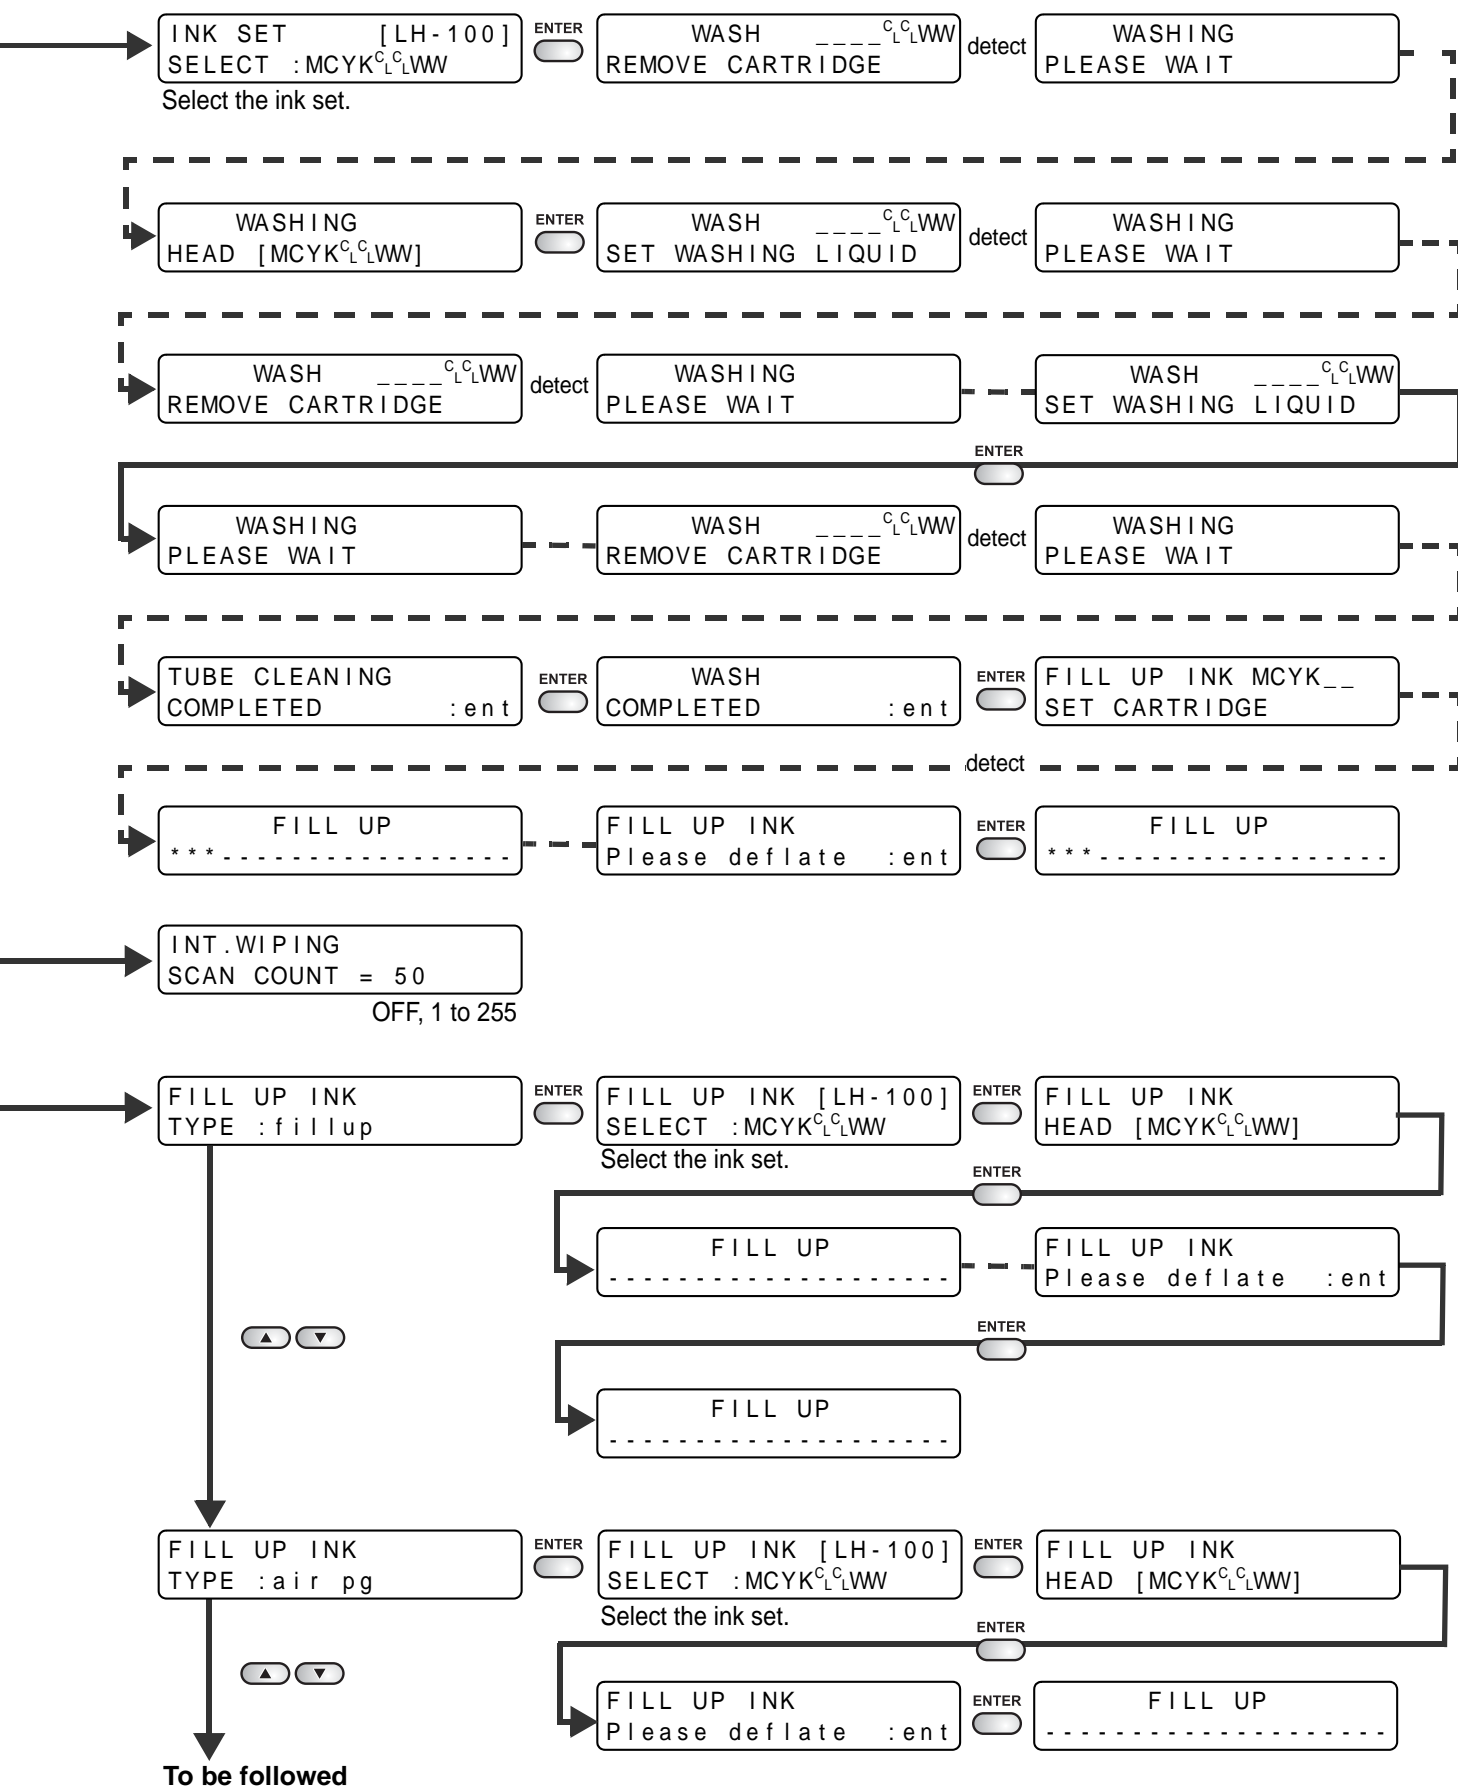 INK SET [LH-100]
SELECT :MCYKCLCLWW
ENTER
WASH ____CLCLWW
REMOVE CARTRIDGE
detect
WASHING
PLEASE WAIT
Select the ink set.
WASHING
HEAD [MCYKCLCLWW]
ENTER
WASH ____CLCLWW
SET WASHING LIQUID
detect
WASHING
PLEASE WAIT
WASH ____CLCLWW
REMOVE CARTRIDGE
detect
WASHING
PLEASE WAIT
WASH ____CLCLWW
SET WASHING LIQUID
ENTER
WASHING
PLEASE WAIT
WASH ____CLCLWW
REMOVE CARTRIDGE
detect
WASHING
PLEASE WAIT
TUBE CLEANING
COMPLETED :ent
ENTER
WASH
COMPLETED :ent
ENTER
FILL UP INK MCYK__
SET CARTRIDGE
detect
FILL UP
***-----------------
FILL UP INK
Please deflate :ent
ENTER
FILL UP
***-----------------
INT.WIPING
SCAN COUNT = 50
OFF, 1 to 255
FILL UP INK
TYPE :fillup
ENTER
FILL UP INK [LH-100]
SELECT :MCYKCLCLWW
ENTER
FILL UP INK
HEAD [MCYKCLCLWW]
Select the ink set.
ENTER
FILL UP
--------------------
FILL UP INK
Please deflate :ent
ENTER
FILL UP
--------------------
FILL UP INK
TYPE :air pg
ENTER
FILL UP INK [LH-100]
SELECT :MCYKCLCLWW
ENTER
FILL UP INK
HEAD [MCYKCLCLWW]
Select the ink set.
ENTER
FILL UP INK
Please deflate :ent
ENTER
FILL UP
--------------------
To be followed